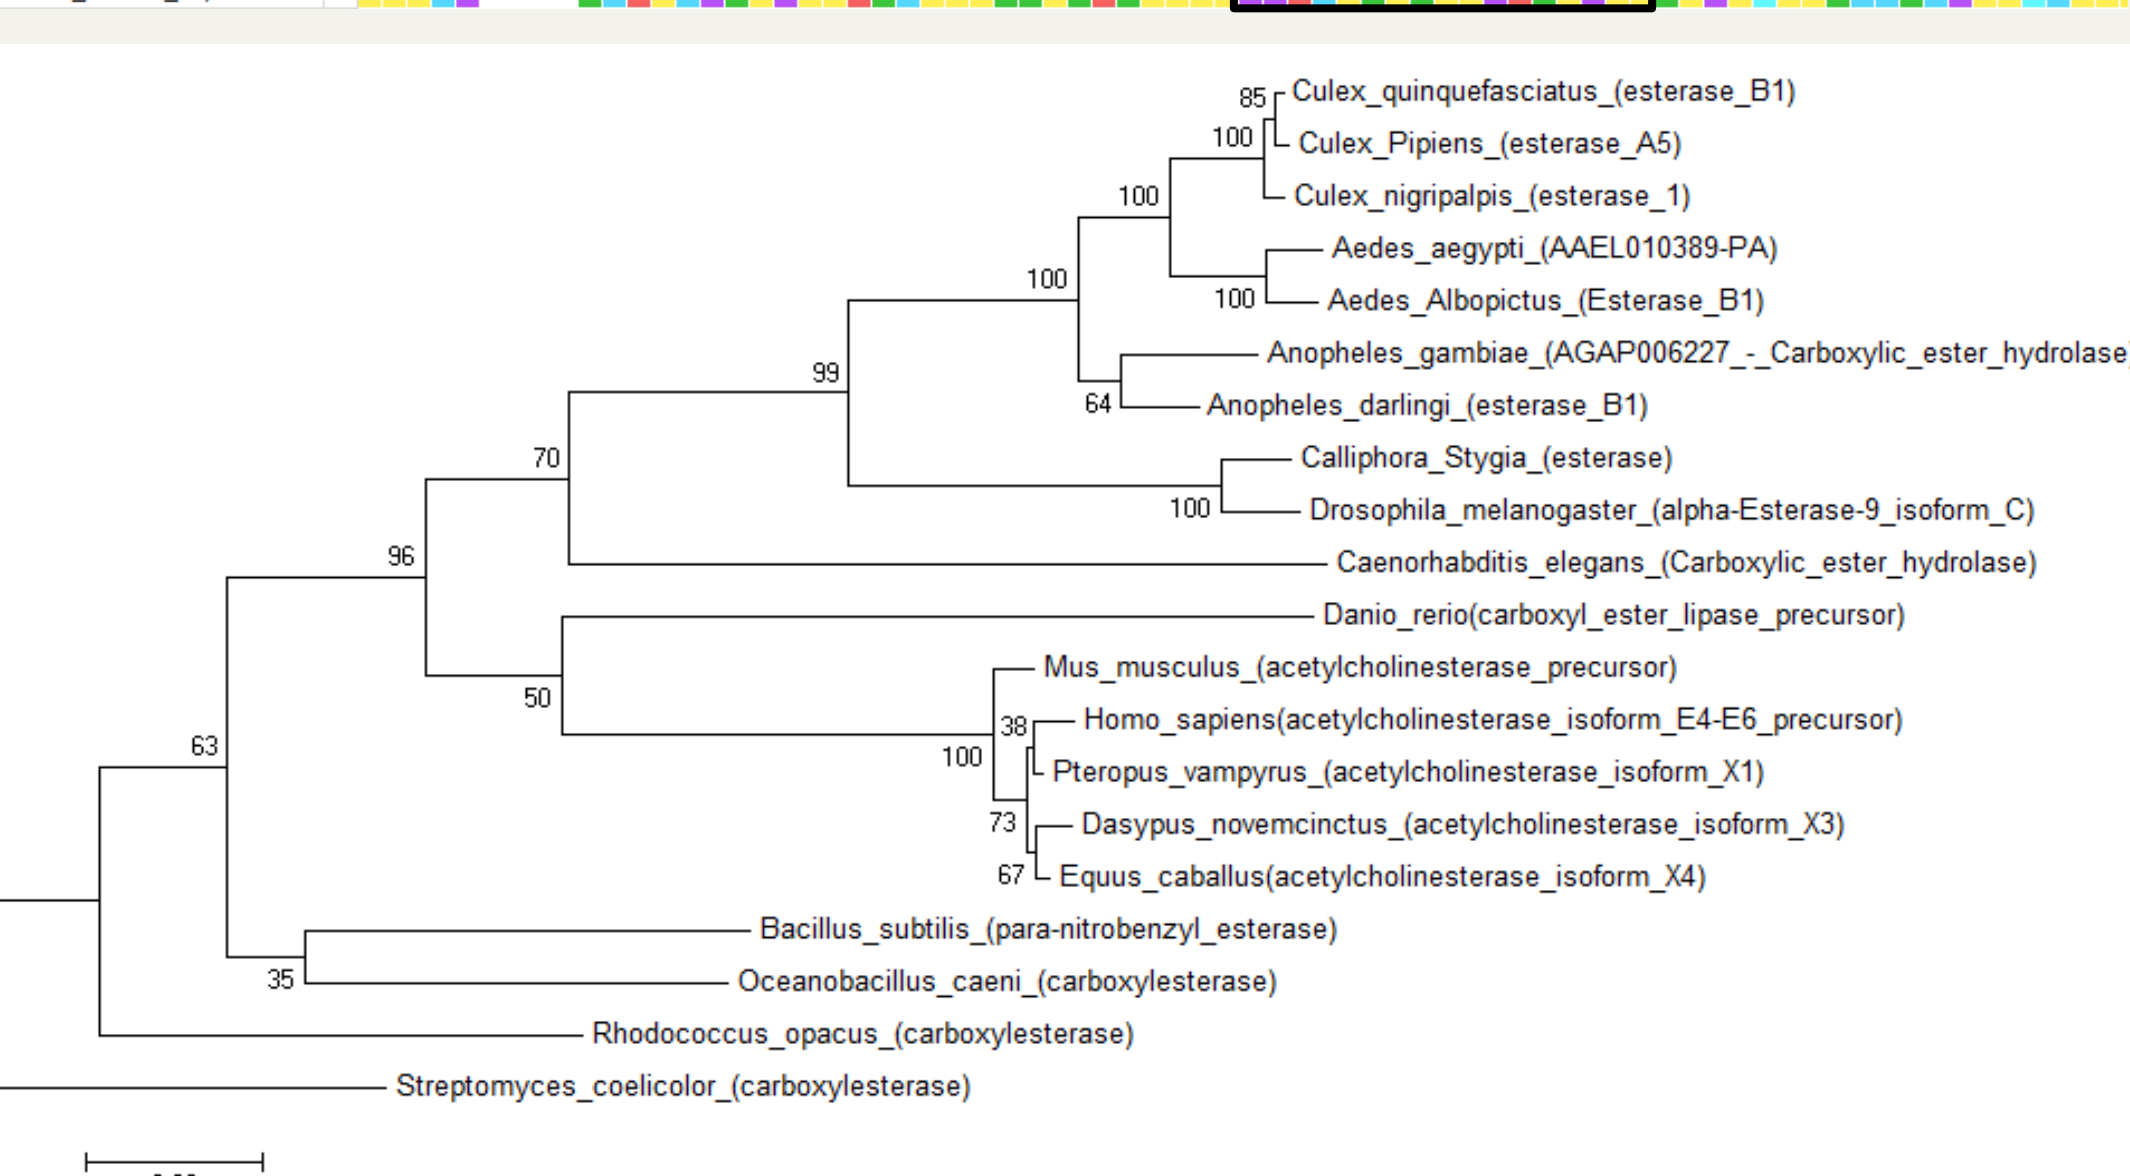 85
Culex_quinquefasciatus_(esterase_B1)
100
Culex_Pipiens_(esterase_A5)
100
Culex_nigripalpis_(esterase_1)
Aedes_aegypti_(AAEL010389-PA)
100
100
Aedes_Albopictus_(Esterase_B1)
Anopheles_gambiae_(AGAP006227_-_Carboxylic_ester_hydrolase)
99
64
Anopheles_darlingi_(esterase_B1)
70
Calliphora_Stygia_(esterase)
100
Drosophila_melanogaster_(alpha-Esterase-9_isoform_C)
96
Caenorhabditis_elegans_(Carboxylic_ester_hydrolase)
Danio_rerio(carboxyl_ester_lipase_precursor)
Mus_musculus_(acetylcholinesterase_precursor)
50
38
Homo_sapiens(acetylcholinesterase_isoform_E4-E6_precursor)
63
100
Pteropus_vampyrus_(acetylcholinesterase_isoform_X1)
73
Dasypus_novemcinctus_(acetylcholinesterase_isoform_X3)
67
Equus_caballus(acetylcholinesterase_isoform_X4)
Bacillus_subtilis_(para-nitrobenzyl_esterase)
35
Oceanobacillus_caeni_(carboxylesterase)
Rhodococcus_opacus_(carboxylesterase)
Streptomyces_coelicolor_(carboxylesterase)